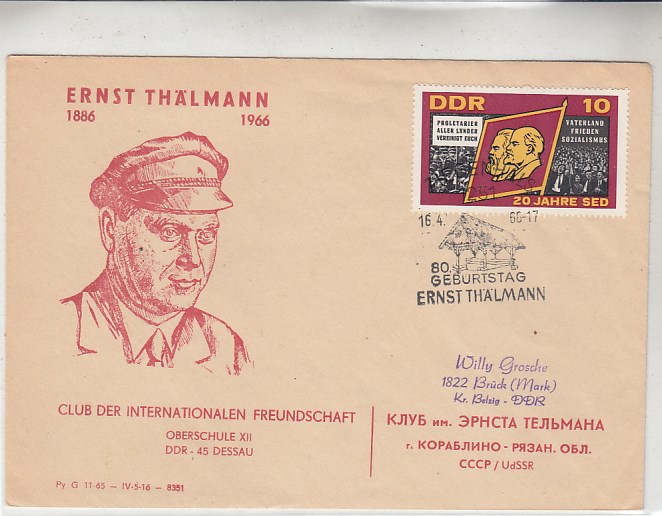 ERNST THÄLMANN
1886 1966
DDR 10
PROLETARIER
ALLER LÄNDER
VEREINIGT EUCH
VATERLAND
FRIEDEN
SOZIALISMUS
20 JAHRE SED
16.4. 66-17
80.
GEBURTSTAG
ERNST THÄLMANN
Willy Grosche
1822 Brück (Mark)
Kr. Belzig - DDR
CLUB DER INTERNATIONALEN FREUNDSCHAFT
OBERSCHULE XII
DDR - 45 DESSAU
КЛУБ им. ЭРНСТА ТЕЛЬМАНА
г. КОРАБЛИНО - РЯЗАН. ОБЛ.
СССР / UdSSR
Py G 11-65 — IV-5-16 — 8351